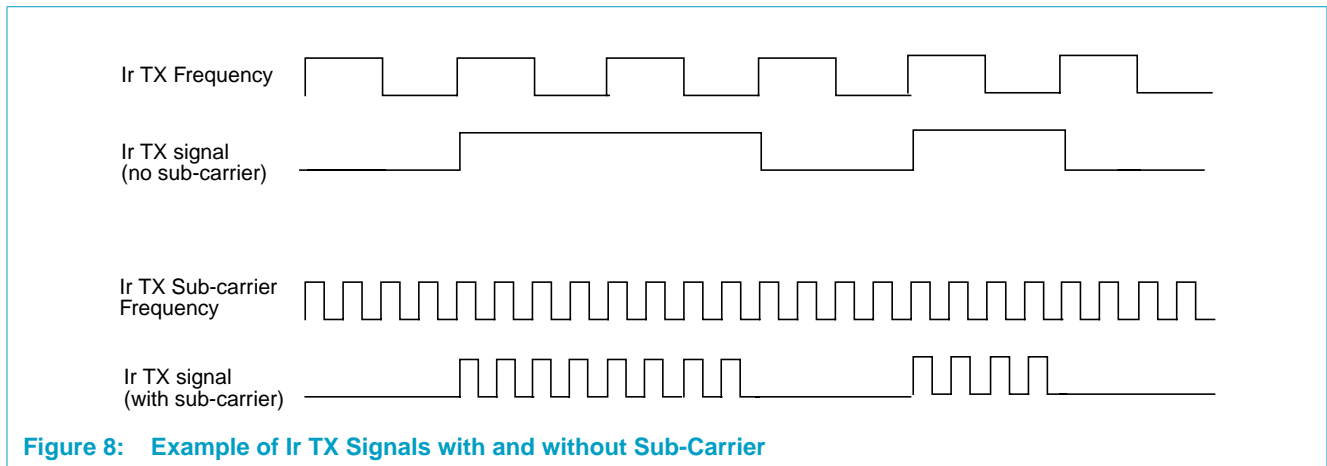 Ir TX Frequency
Ir TX signal
(no sub-carrier)
Ir TX Sub-carrier
Frequency
Ir TX signal
(with sub-carrier)
Figure 8: Example of Ir TX Signals with and without Sub-Carrier